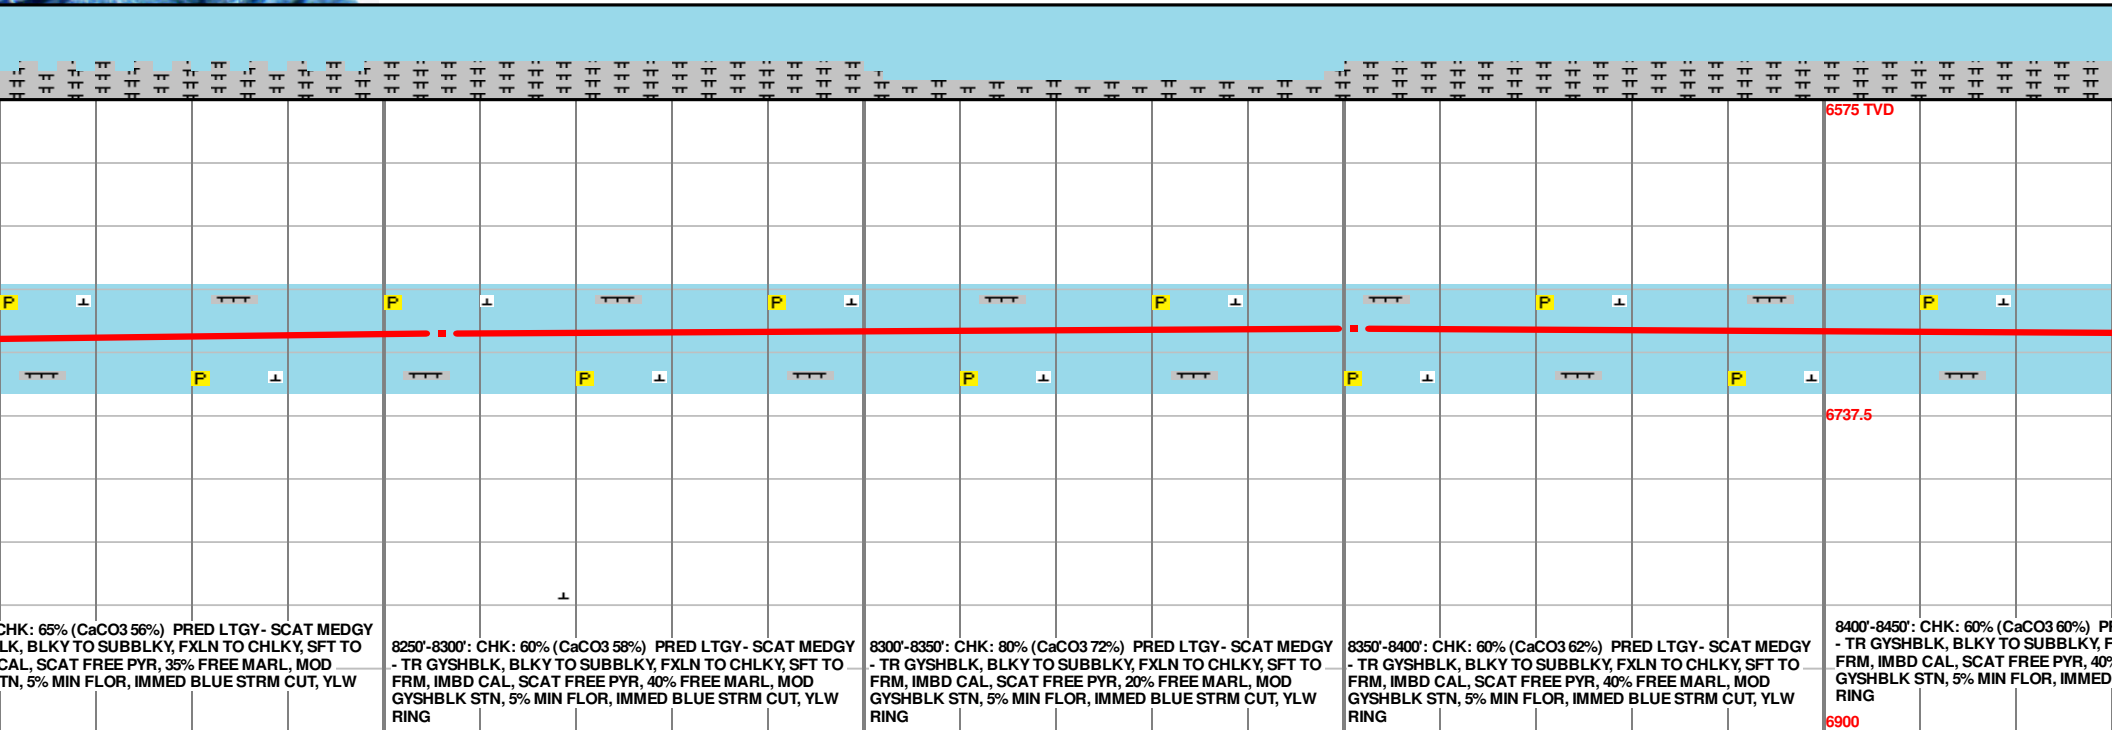 6575 TVD
P P P P P P
P P P P P
6737.5
CHK: 65% (CaCO3 56%) PRED LTGY- SCAT MEDGY
LK, BLKY TO SUBBLKY, FXLN TO CHLKY, SFT TO
CAL, SCAT FREE PYR, 35% FREE MARL, MOD
TN, 5% MIN FLOR, IMMED BLUE STRM CUT, YLW
8250'-8300': CHK: 60% (CaCO3 58%) PRED LTGY- SCAT MEDGY
- TR GYSHBLK, BLKY TO SUBBLKY, FXLN TO CHLKY, SFT TO
FRM, IMBD CAL, SCAT FREE PYR, 40% FREE MARL, MOD
GYSHBLK STN, 5% MIN FLOR, IMMED BLUE STRM CUT, YLW
RING
8300'-8350': CHK: 80% (CaCO3 72%) PRED LTGY- SCAT MEDGY
- TR GYSHBLK, BLKY TO SUBBLKY, FXLN TO CHLKY, SFT TO
FRM, IMBD CAL, SCAT FREE PYR, 20% FREE MARL, MOD
GYSHBLK STN, 5% MIN FLOR, IMMED BLUE STRM CUT, YLW
RING
8350'-8400': CHK: 60% (CaCO3 62%) PRED LTGY- SCAT MEDGY
- TR GYSHBLK, BLKY TO SUBBLKY, FXLN TO CHLKY, SFT TO
FRM, IMBD CAL, SCAT FREE PYR, 40% FREE MARL, MOD
GYSHBLK STN, 5% MIN FLOR, IMMED BLUE STRM CUT, YLW
RING
8400'-8450': CHK: 60% (CaCO3 60%) PR
- TR GYSHBLK, BLKY TO SUBBLKY, F
FRM, IMBD CAL, SCAT FREE PYR, 40%
GYSHBLK STN, 5% MIN FLOR, IMMED
RING
6900